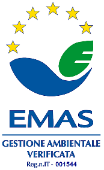 EMAS
GESTIONE AMBIENTALE
VERIFICATA
Reg.n.IT - 001544